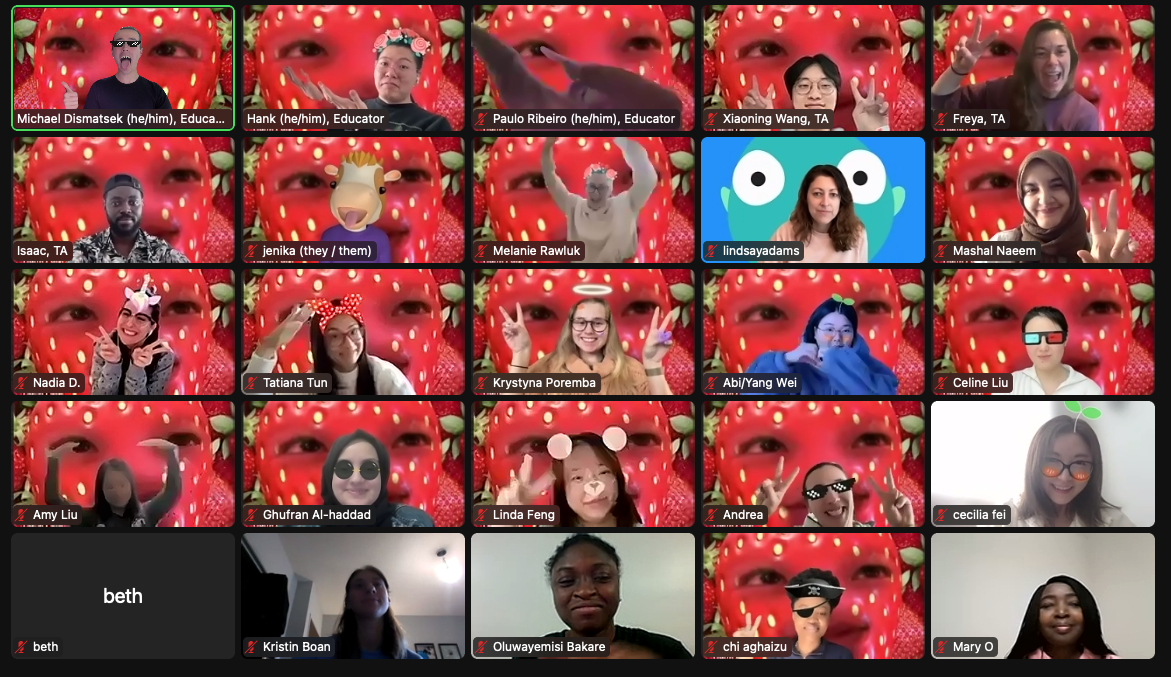 Michael Dismatsek (he/him), Educa...
Hank (he/him), Educator
Paulo Ribeiro (he/him), Educator
Xiaoning Wang, TA
Freya, TA
Isaac, TA
jenika (they / them)
Melanie Rawluk
lindsayadams
Mashal Naeem
Nadia D.
Tatiana Tun
Krystyna Poremba
Abi/Yang Wei
Celine Liu
Amy Liu
Ghufran Al-haddad
Linda Feng
Andrea
cecilia fei
beth
beth
Kristin Boan
Oluwayemisi Bakare
chi aghaizu
Mary O